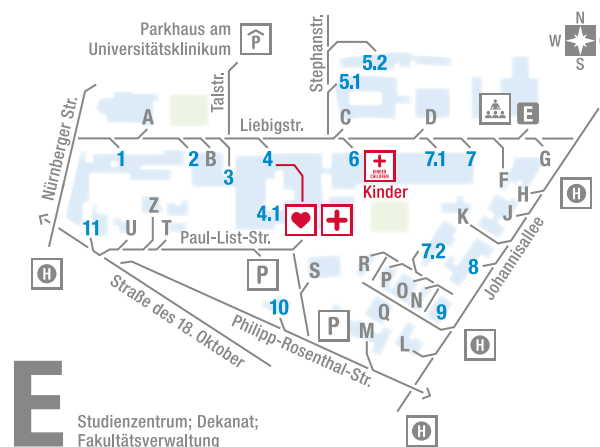 Parkhaus am
Universitätsklinikum
P
Stephanstr.
5.2
5.1
N
W
S
Talstr.
A
Liebigstr.
C
D
E
Nürnberger Str.
1
2
B
3
4
6
KINDER
CHILDREN
Kinder
7.1
7
F
G
H
J
H
4.1
11
U
Z
T
Paul-List-Str.
K
7.2
8
Johannisallee
H
P
S
R
P
O
N
9
Q
10
P
M
L
H
Straße des 18. Oktober
Philipp-Rosenthal-Str.
H
E
Studienzentrum; Dekanat;
Fakultätsverwaltung